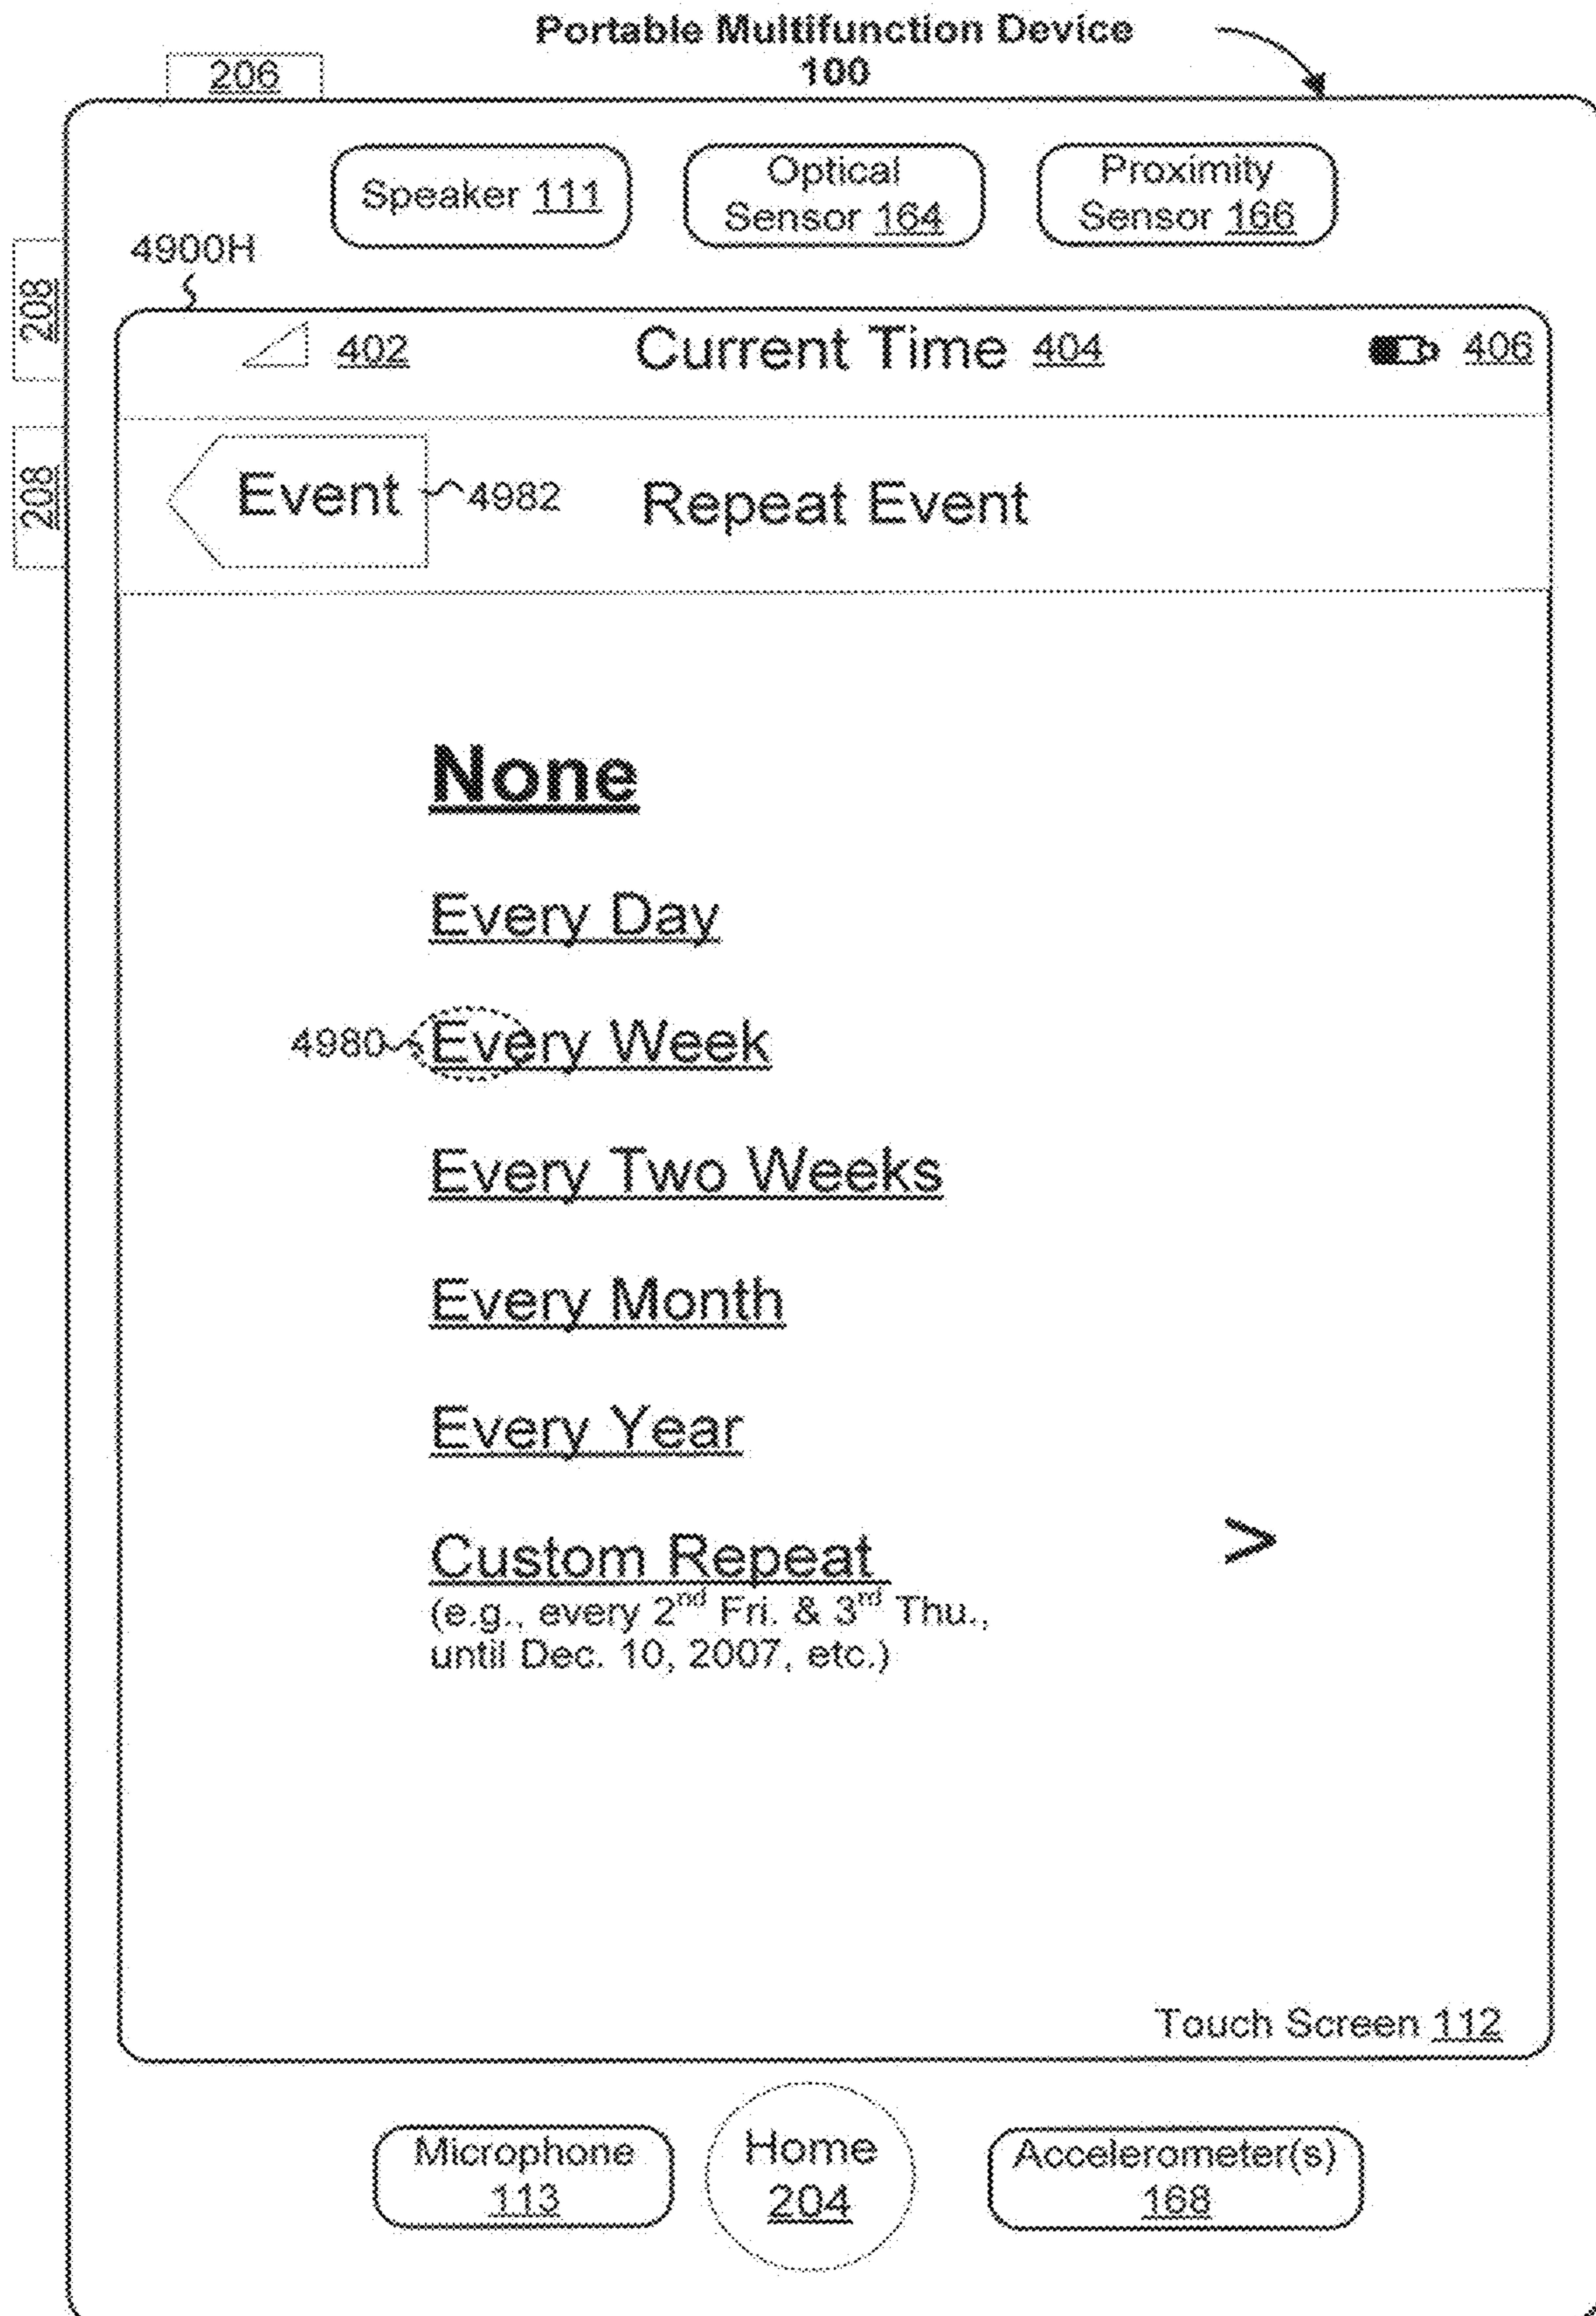 Portable Multifunction Device
100
206
Speaker 111
Optical
Sensor 164
Proximity
Sensor 166
4900H
208
402
Current Time 404
406
208
Event
4982
Repeat Event
None
Every Day
4980
Every Week
Every Two Weeks
Every Month
Every Year
Custom Repeat
>
(e.g., every 2nd Fri. & 3rd Thu.,
until Dec. 10, 2007, etc.)
Touch Screen 112
Microphone
113
Home
204
Accelerometer(s)
168